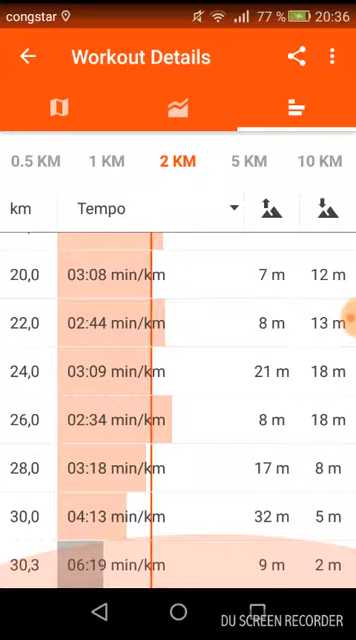 congstar 77 % 20:36
Workout Details
0.5 KM 1 KM 2 KM 5 KM 10 KM
km Tempo
20,0 03:08 min/km 7 m 12 m
22,0 02:44 min/km 8 m 13 m
24,0 03:09 min/km 21 m 18 m
26,0 02:34 min/km 8 m 18 m
28,0 03:18 min/km 17 m 8 m
30,0 04:13 min/km 32 m 5 m
30,3 06:19 min/km 9 m 2 m
DU SCREEN RECORDER